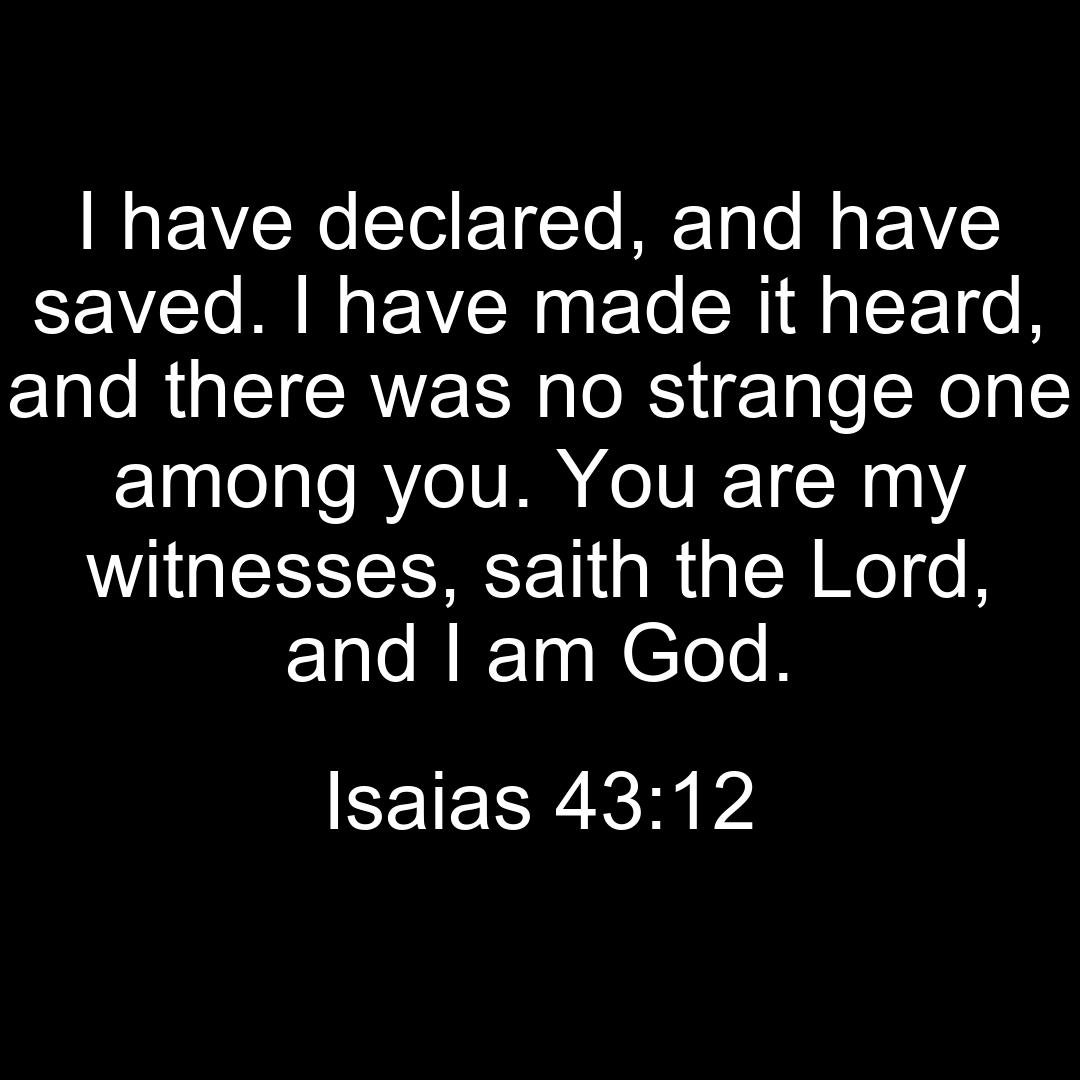 I have declared, and have
saved. I have made it heard,
and there was no strange one
among you. You are my
witnesses, saith the Lord,
and I am God.
Isaias 43:12